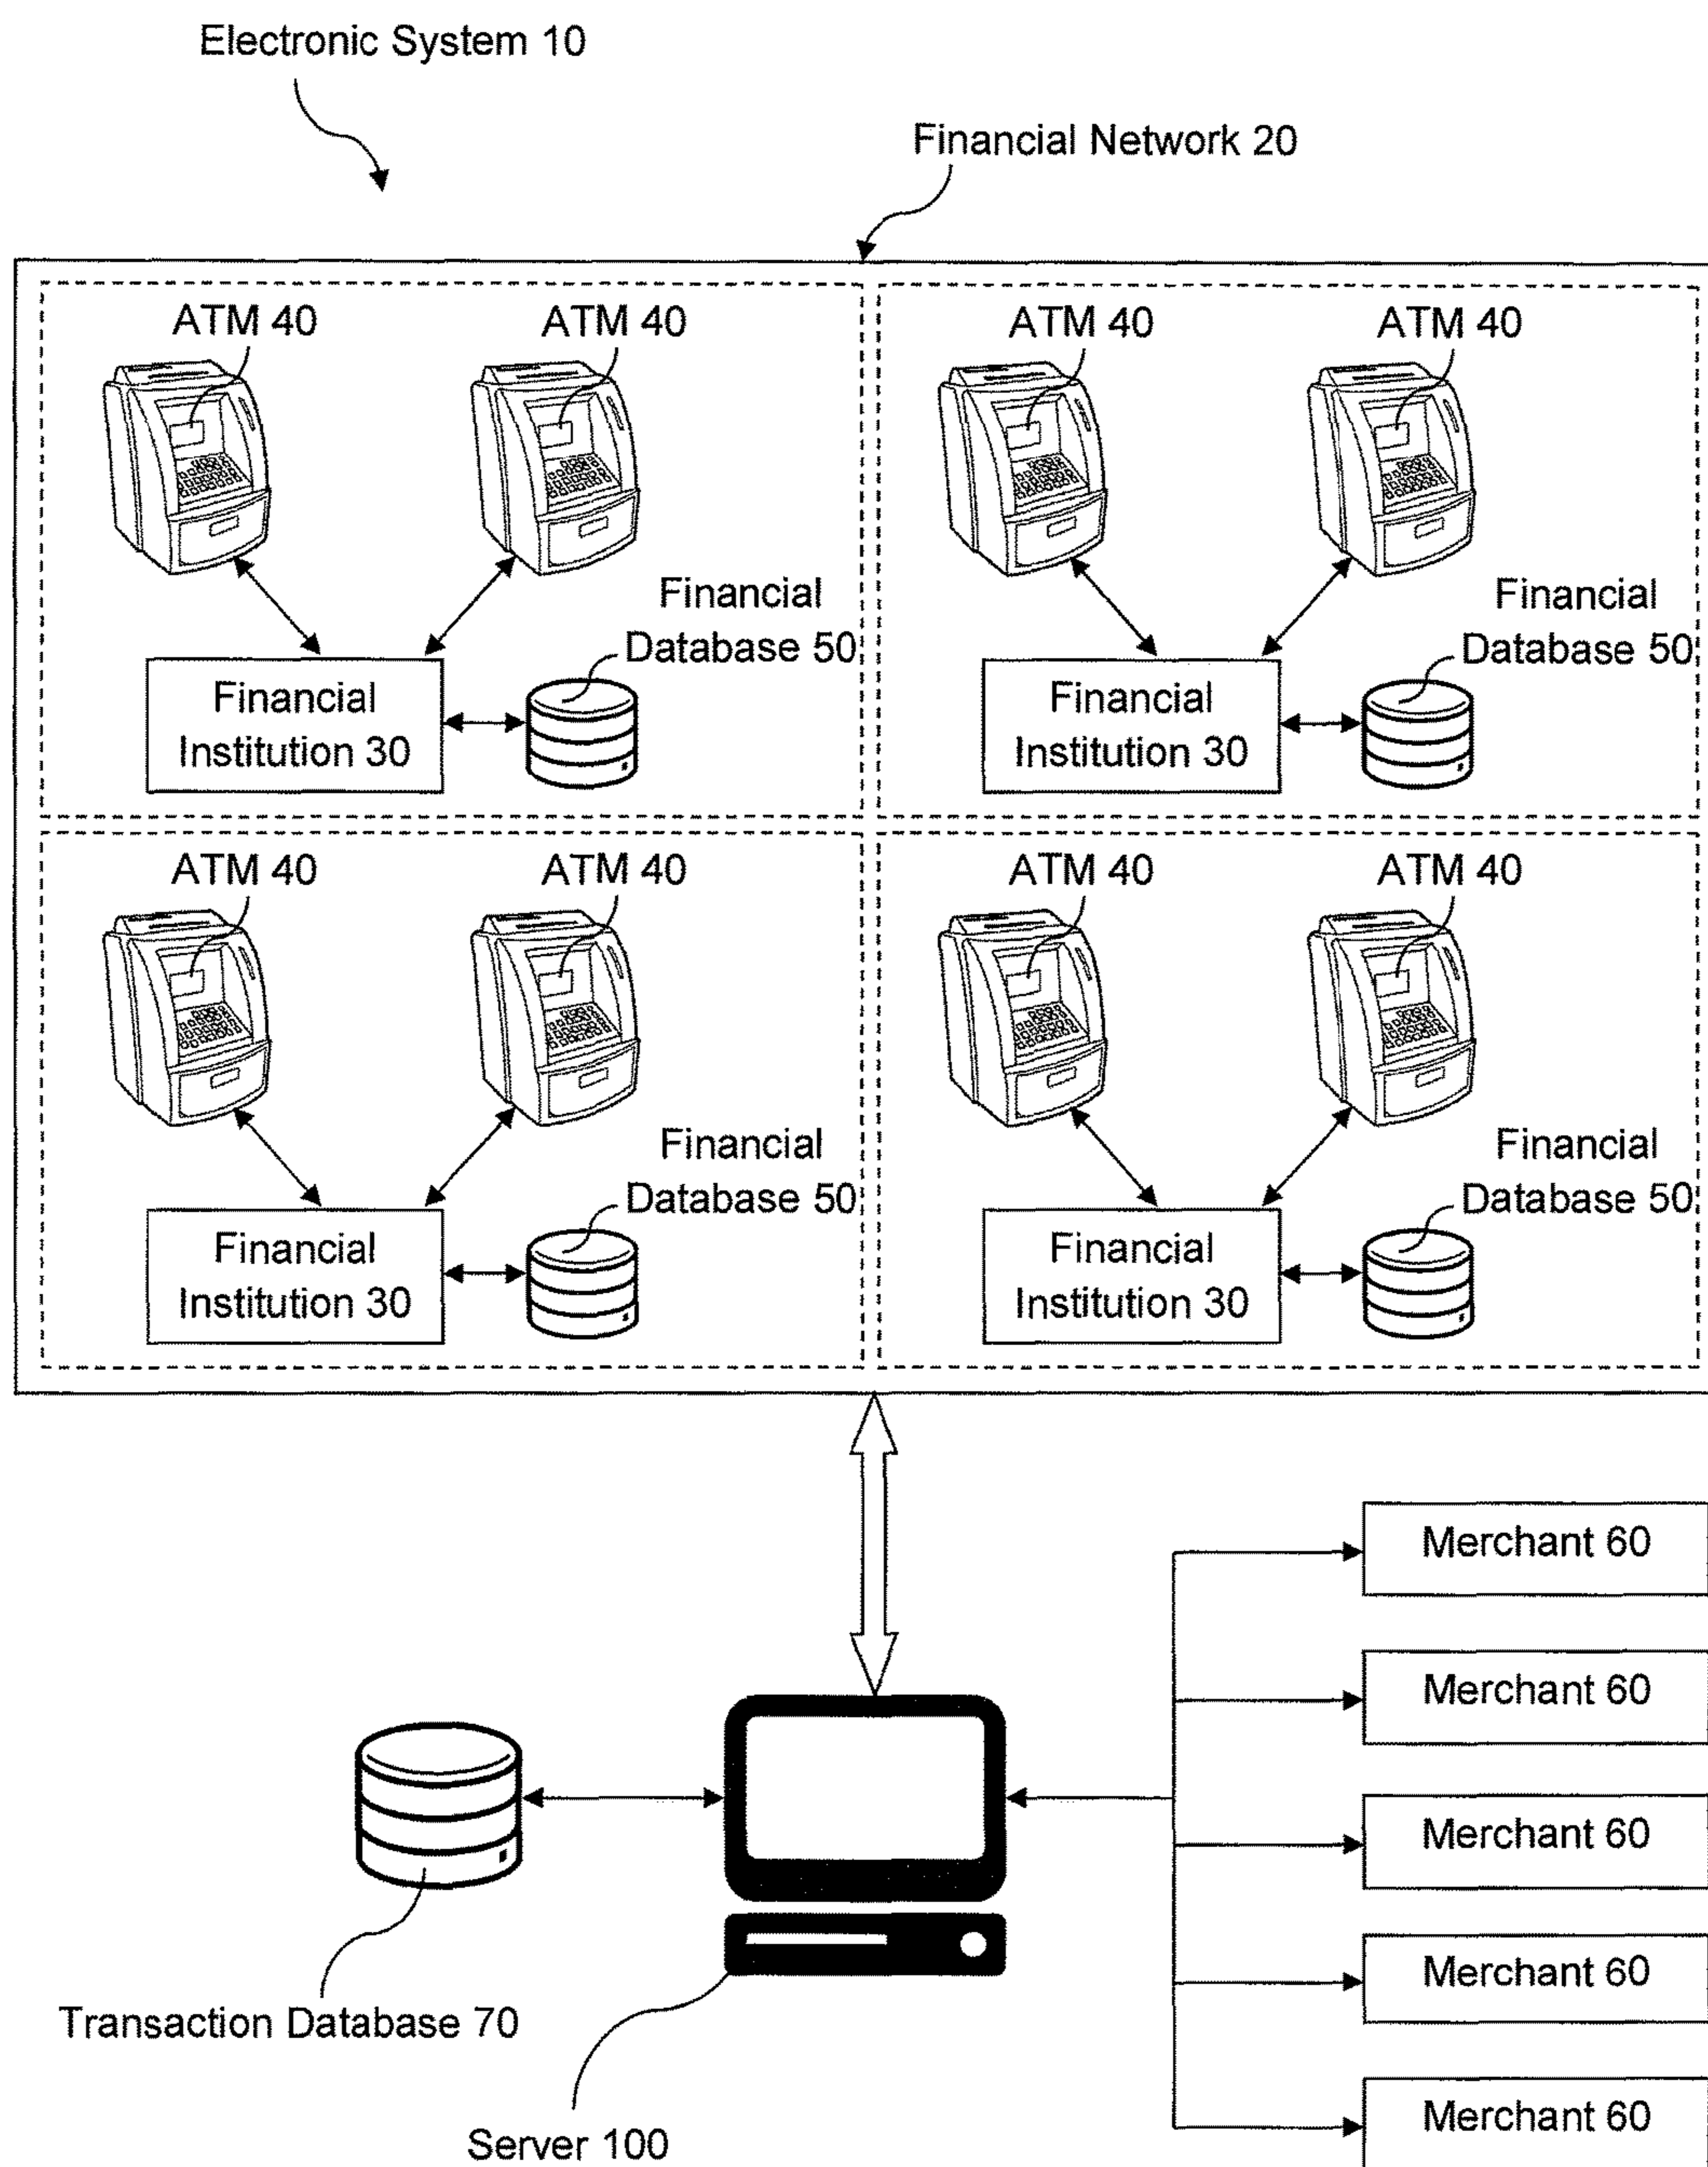 Electronic System 10
Financial Network 20
ATM 40
ATM 40
ATM 40
ATM 40
Financial
Database 50
Financial
Database 50
Financial
Institution 30
Financial
Institution 30
ATM 40
ATM 40
ATM 40
ATM 40
Financial
Database 50
Financial
Database 50
Financial
Institution 30
Financial
Institution 30
Merchant 60
Merchant 60
Merchant 60
Merchant 60
Merchant 60
Transaction Database 70
Server 100